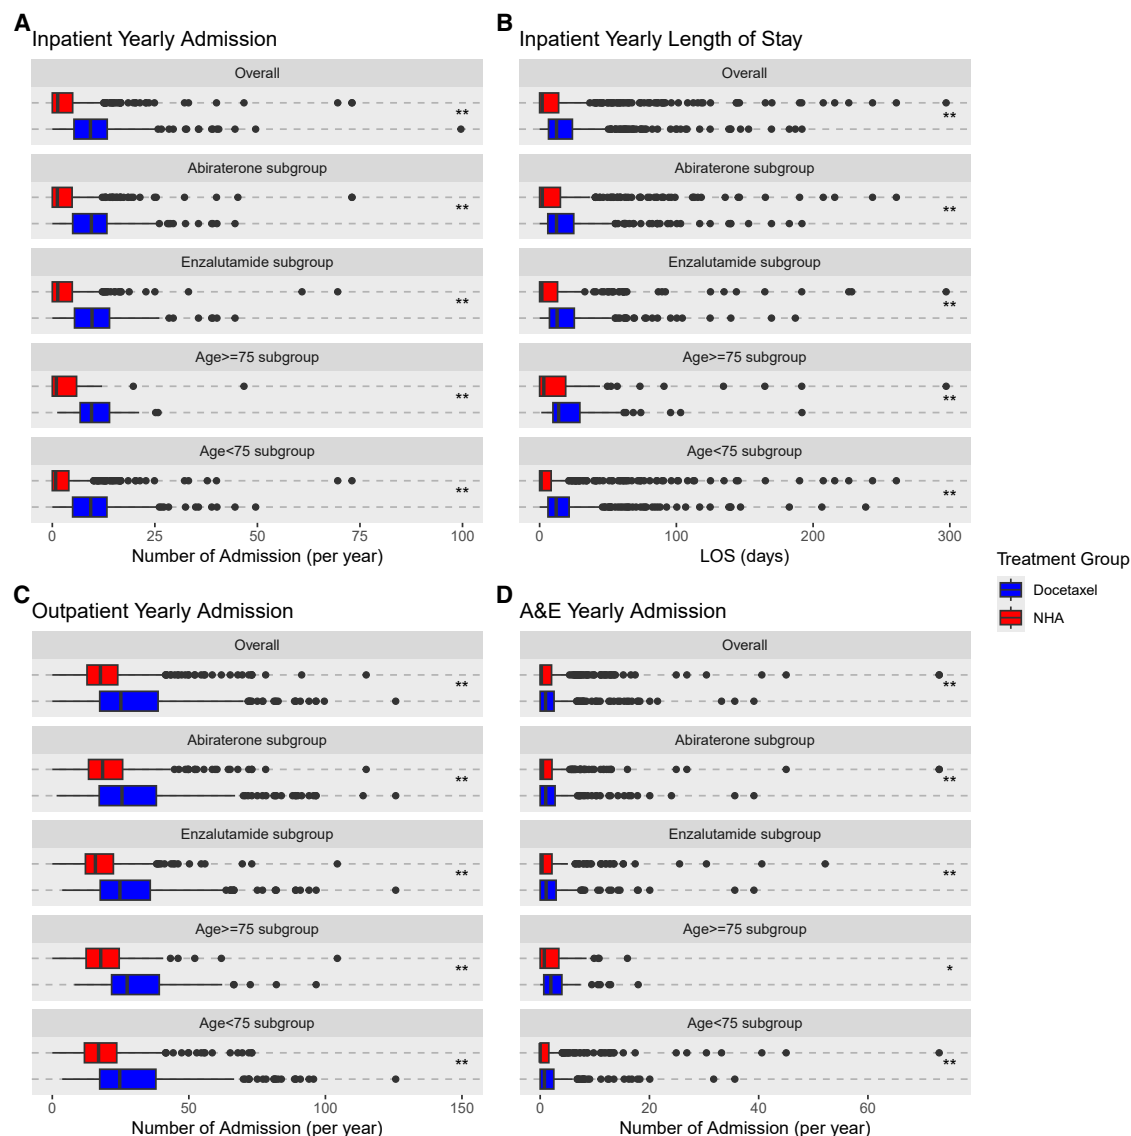 A
Inpatient Yearly Admission
Overall
**
Abiraterone subgroup
**
Enzalutamide subgroup
**
Age>=75 subgroup
**
Age<75 subgroup
**
0 25 50 75 100
Number of Admission (per year)
B
Inpatient Yearly Length of Stay
Overall
**
Abiraterone subgroup
**
Enzalutamide subgroup
**
Age>=75 subgroup
**
Age<75 subgroup
**
0 100 200 300
LOS (days)
Treatment Group
Docetaxel
NHA
C
Outpatient Yearly Admission
Overall
**
Abiraterone subgroup
**
Enzalutamide subgroup
**
Age>=75 subgroup
**
Age<75 subgroup
**
0 50 100 150
Number of Admission (per year)
D
A&E Yearly Admission
Overall
**
Abiraterone subgroup
**
Enzalutamide subgroup
**
Age>=75 subgroup
*
Age<75 subgroup
**
0 20 40 60
Number of Admission (per year)